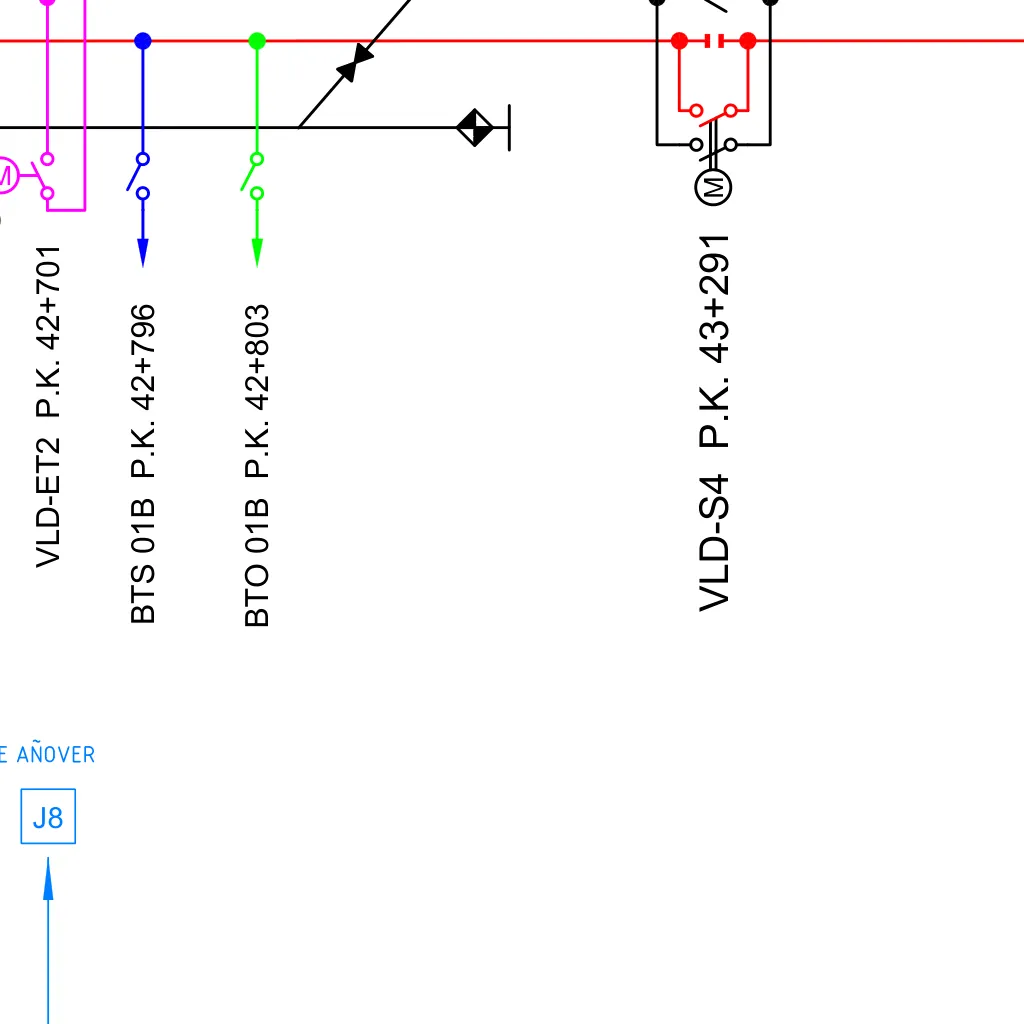 M
M
VLD-ET2 P.K. 42+701
BTS 01B P.K. 42+796
BTO 01B P.K. 42+803
VLD-S4 P.K. 43+291
AÑOVER
J8